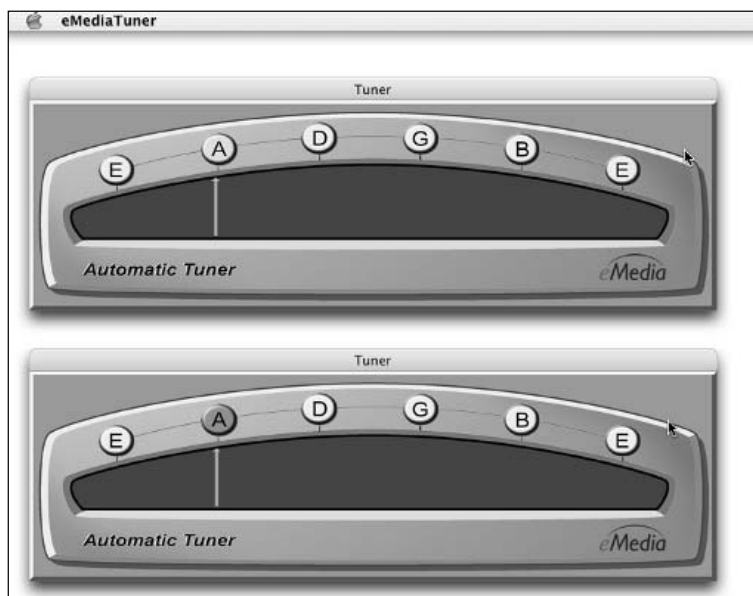 eMediaTuner
Tuner
E A D G B E
Automatic Tuner
eMedia
Tuner
E A D G B E
Automatic Tuner
eMedia